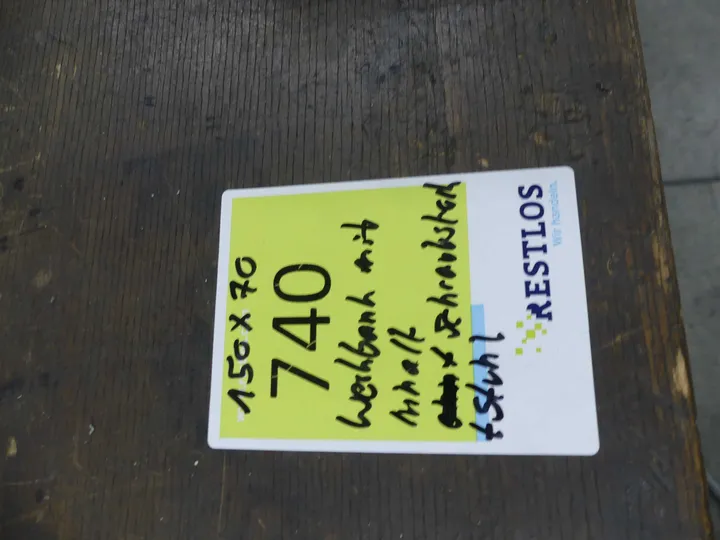 150 x 70
740
Werkbank mit
Inhalt
x Schraubstock
+ Stuhl
RESTLOS
Wir handeln.